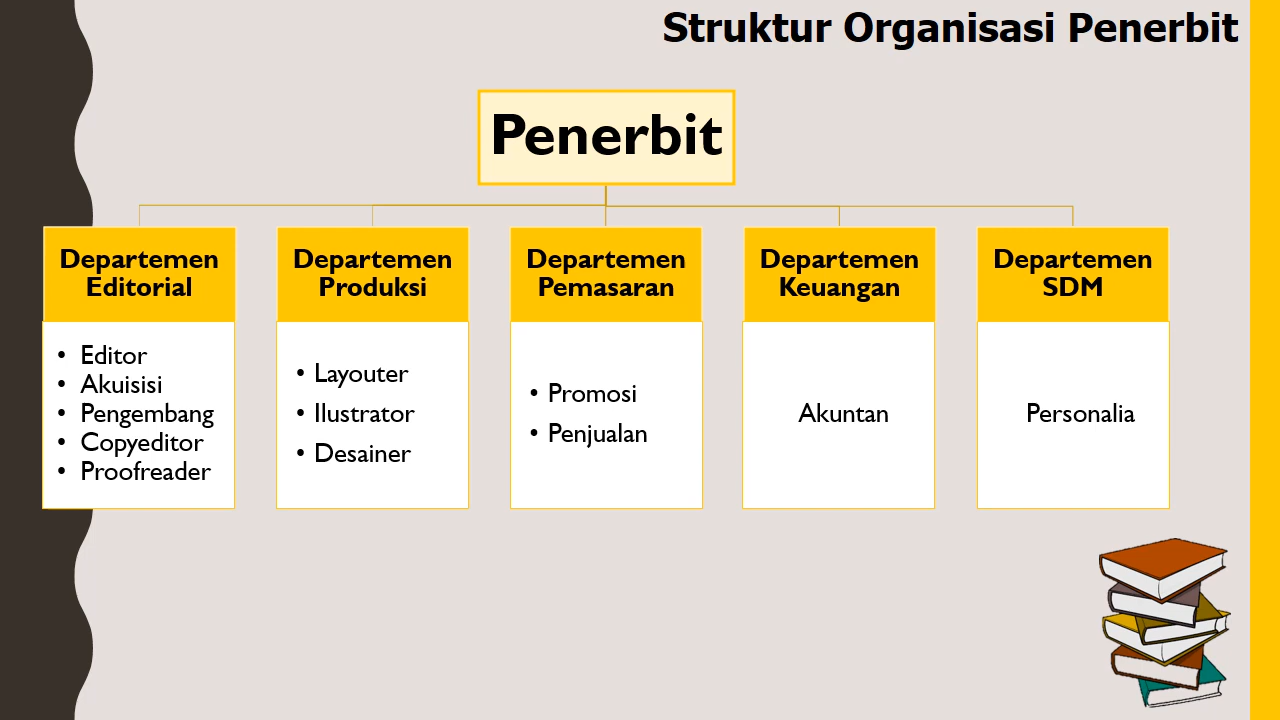 Struktur Organisasi Penerbit
Penerbit
Departemen
Editorial
• Editor
• Akuisisi
• Pengembang
• Copyeditor
• Proofreader
Departemen
Produksi
• Layouter
• Ilustrator
• Desainer
Departemen
Pemasaran
• Promosi
• Penjualan
Departemen
Keuangan
Akuntan
Departemen
SDM
Personalia